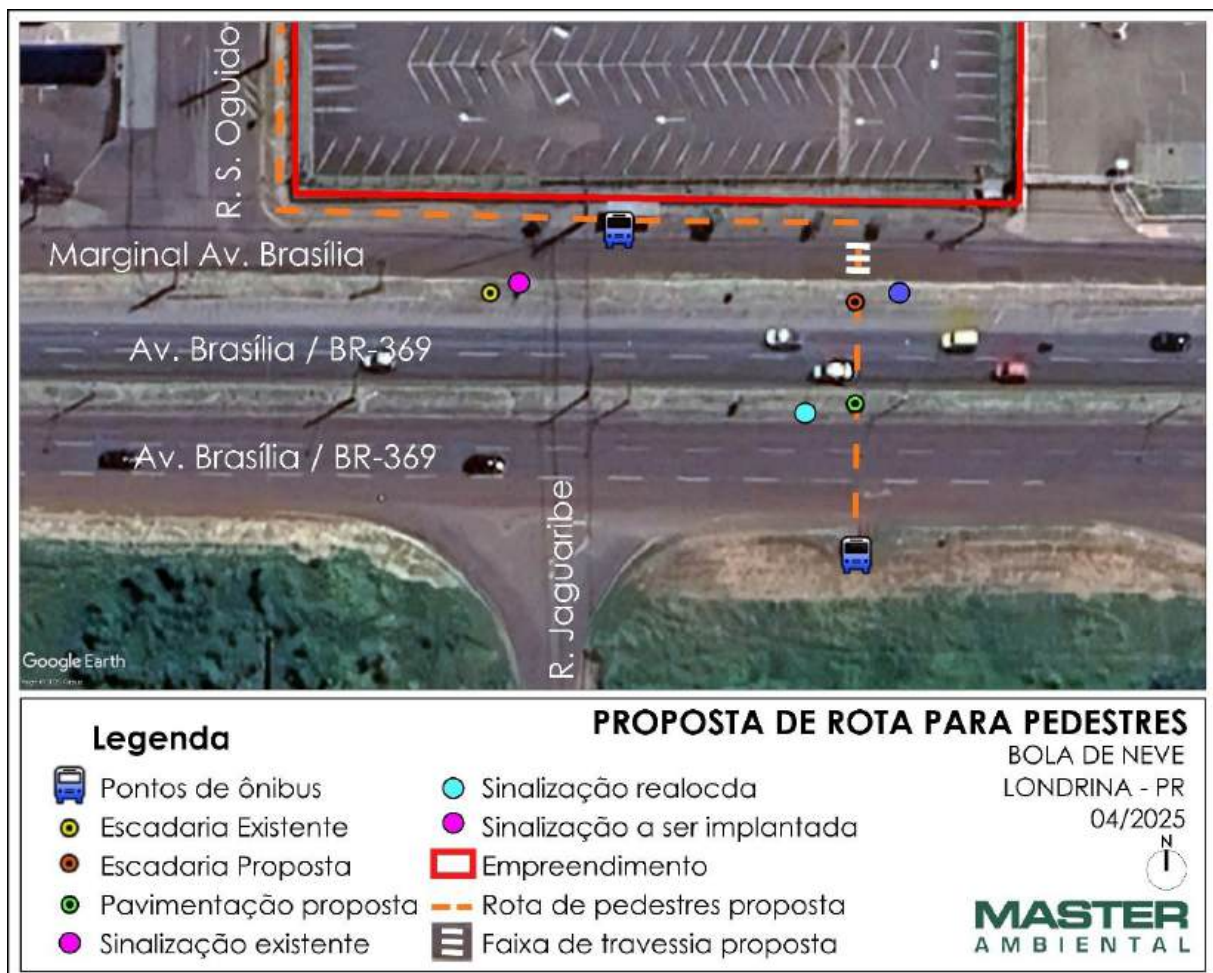 R. S. Oguido
Marginal Av. Brasília
Av. Brasília / BR-369
Av. Brasília / BR-369
R. Jaguaribe
Google Earth
PROPOSTA DE ROTA PARA PEDESTRES
BOLA DE NEVE
LONDRINA - PR
04/2025
N
MASTER
AMBIENTAL
Legenda
Pontos de ônibus
Escadaria Existente
Escadaria Proposta
Pavimentação proposta
Sinalização existente
Sinalização realocda
Sinalização a ser implantada
Empreendimento
Rota de pedestres proposta
Faixa de travessia proposta